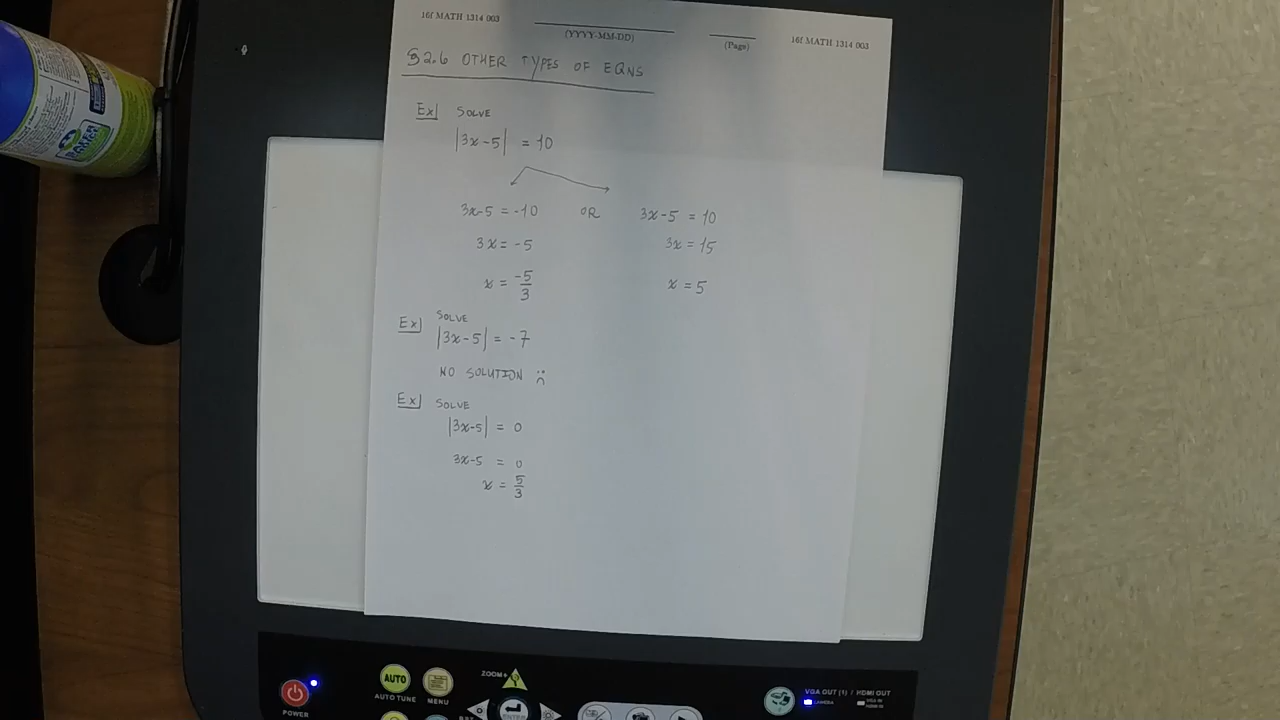 16f MATH 1314 003
(YYYY-MM-DD)
(Page)
16f MATH 1314 003
§2.6 OTHER TYPES OF EQNS
Ex| SOLVE
|3x-5| = 10
3x-5 = -10 OR 3x-5 = 10
3x = -5 3x = 15
x = -5/3 x = 5
Ex| SOLVE
|3x-5| = -7
NO SOLUTION :(
Ex| SOLVE
|3x-5| = 0
3x-5 = 0
x = 5/3
ZOOM+
AUTO
AUTO TUNE
MENU
POWER
ENTER
VGA OUT (1) / HDMI OUT
CAMERA